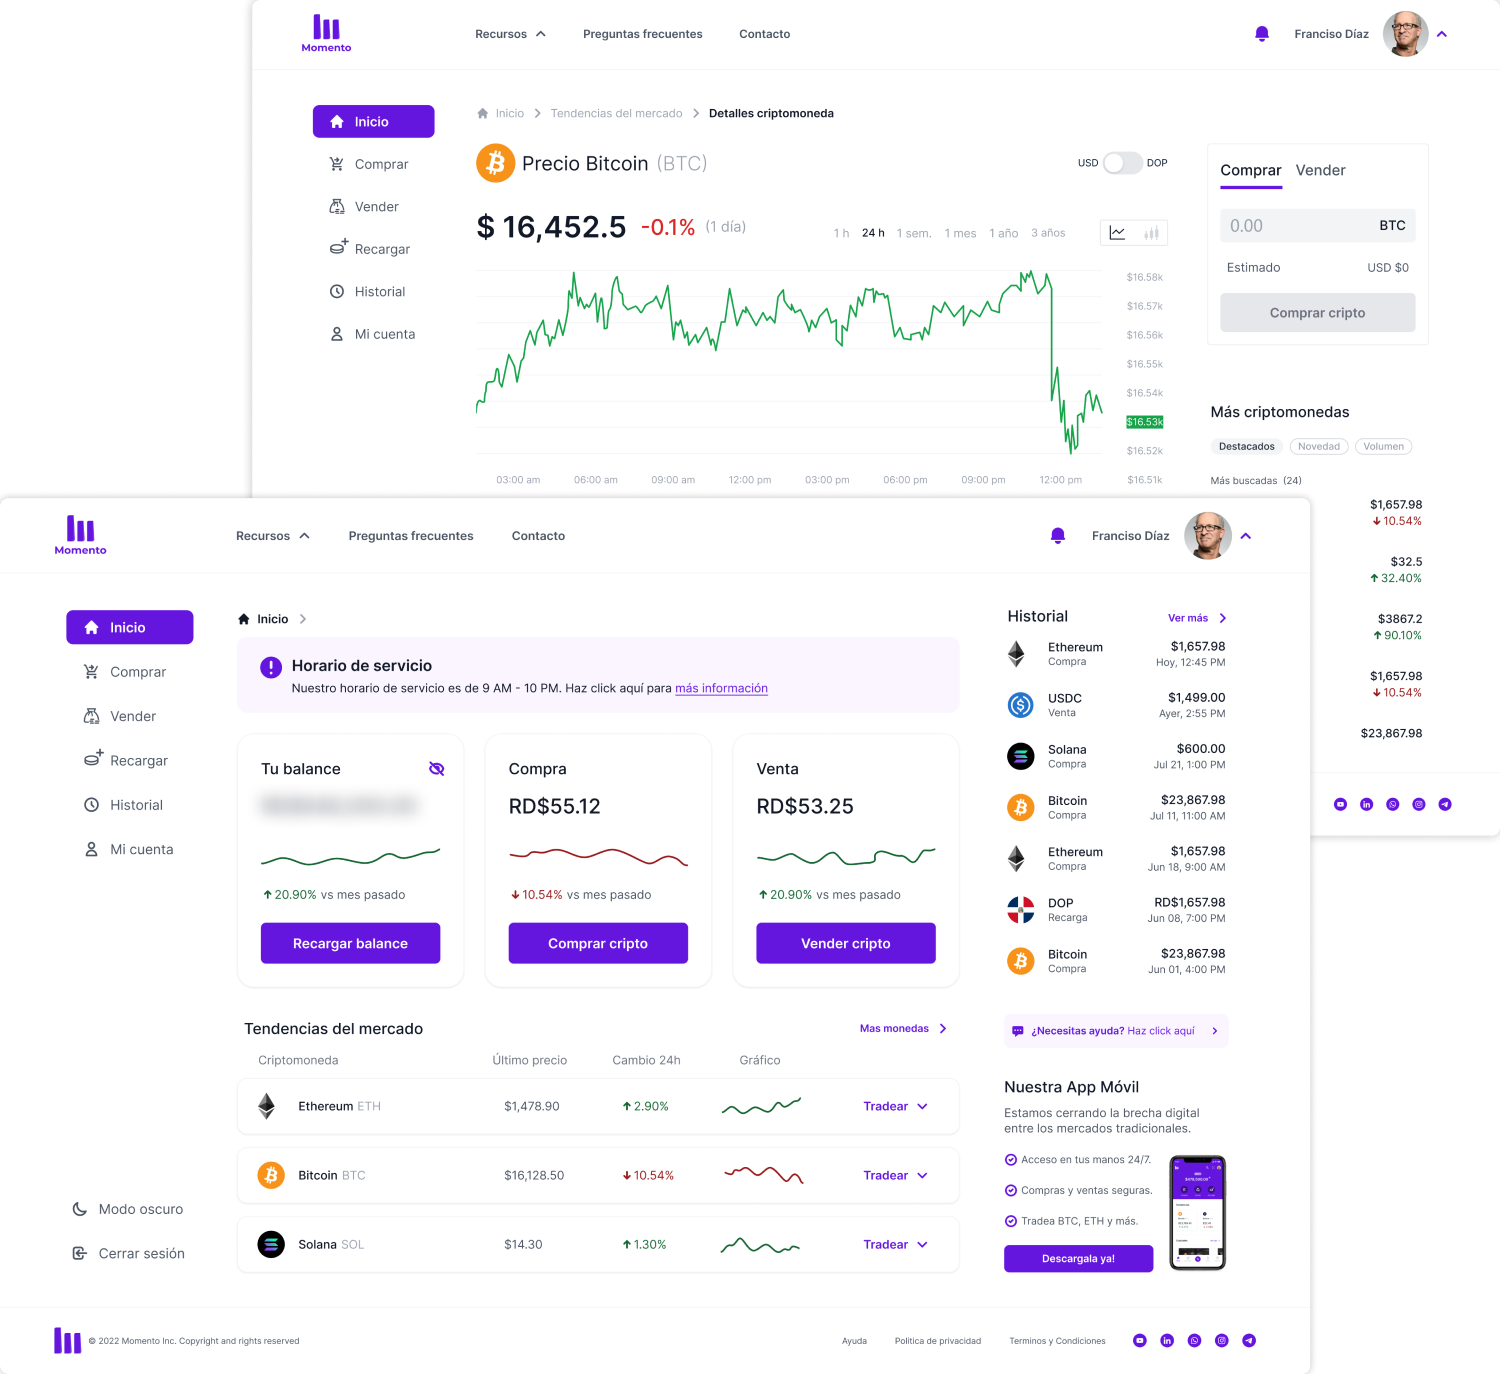 Momento
Recursos
Preguntas frecuentes
Contacto
Franciso Díaz
Inicio
Comprar
Vender
Recargar
Historial
Mi cuenta
Inicio
Tendencias del mercado
Detalles criptomoneda
Precio Bitcoin (BTC)
USD
DOP
$ 16,452.5 -0.1% (1 día)
1 h 24 h 1 sem. 1 mes 1 año 3 años
$16.58k
$16.57k
$16.56k
$16.55k
$16.54k
$16.53k
$16.52k
$16.51k
03:00 am 06:00 am 09:00 am 12:00 pm 03:00 pm 06:00 pm 09:00 pm 12:00 pm
Comprar Vender
0.00 BTC
Estimado USD $0
Comprar cripto
Más criptomonedas
Destacados Novedad Volumen
Más buscadas (24)
$1,657.98
10.54%
$32.5
32.40%
$3867.2
90.10%
$1,657.98
10.54%
$23,867.98
Momento
Recursos
Preguntas frecuentes
Contacto
Franciso Díaz
Inicio
Comprar
Vender
Recargar
Historial
Mi cuenta
Modo oscuro
Cerrar sesión
Inicio
Horario de servicio
Nuestro horario de servicio es de 9 AM - 10 PM. Haz click aquí para más información
Tu balance
20.90% vs mes pasado
Recargar balance
Compra
RD$55.12
10.54% vs mes pasado
Comprar cripto
Venta
RD$53.25
20.90% vs mes pasado
Vender cripto
Tendencias del mercado
Mas monedas
Criptomoneda Último precio Cambio 24h Gráfico
Ethereum ETH $1,478.90 2.90% Tradear
Bitcoin BTC $16,128.50 10.54% Tradear
Solana SOL $14.30 1.30% Tradear
Historial
Ver más
Ethereum $1,657.98
Compra Hoy, 12:45 PM
USDC $1,499.00
Venta Ayer, 2:55 PM
Solana $600.00
Compra Jul 21, 1:00 PM
Bitcoin $23,867.98
Compra Jul 11, 11:00 AM
Ethereum $1,657.98
Compra Jun 18, 9:00 AM
DOP RD$1,657.98
Recarga Jun 08, 7:00 PM
Bitcoin $23,867.98
Compra Jun 01, 4:00 PM
¿Necesitas ayuda? Haz click aquí
Nuestra App Móvil
Estamos cerrando la brecha digital
entre los mercados tradicionales.
Acceso en tus manos 24/7.
Compras y ventas seguras.
Tradea BTC, ETH y más.
Descargala ya!
© 2022 Momento Inc. Copyright and rights reserved
Ayuda
Politica de privacidad
Terminos y Condiciones